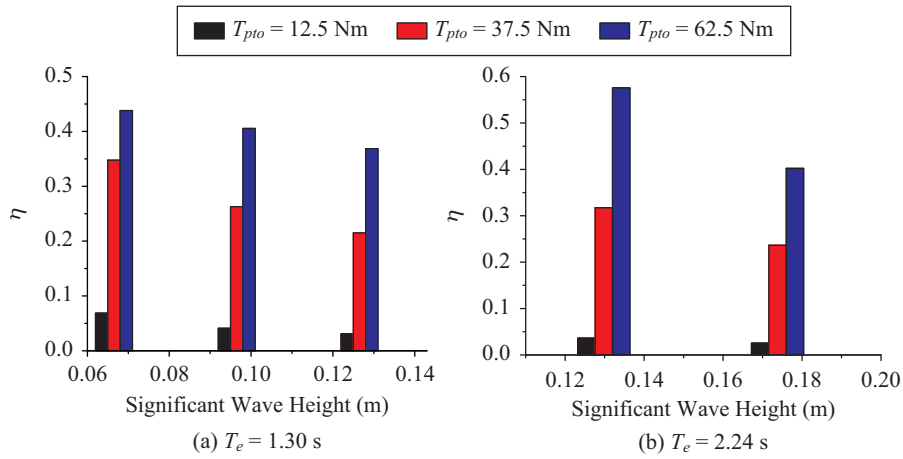 T_pto = 12.5 Nm T_pto = 37.5 Nm T_pto = 62.5 Nm
0.5
0.4
0.3
0.2
0.1
0.0
η
0.06 0.08 0.10 0.12 0.14
Significant Wave Height (m)
(a) T_e = 1.30 s
0.6
0.5
0.4
0.3
0.2
0.1
0.0
η
0.12 0.14 0.16 0.18 0.20
Significant Wave Height (m)
(b) T_e = 2.24 s